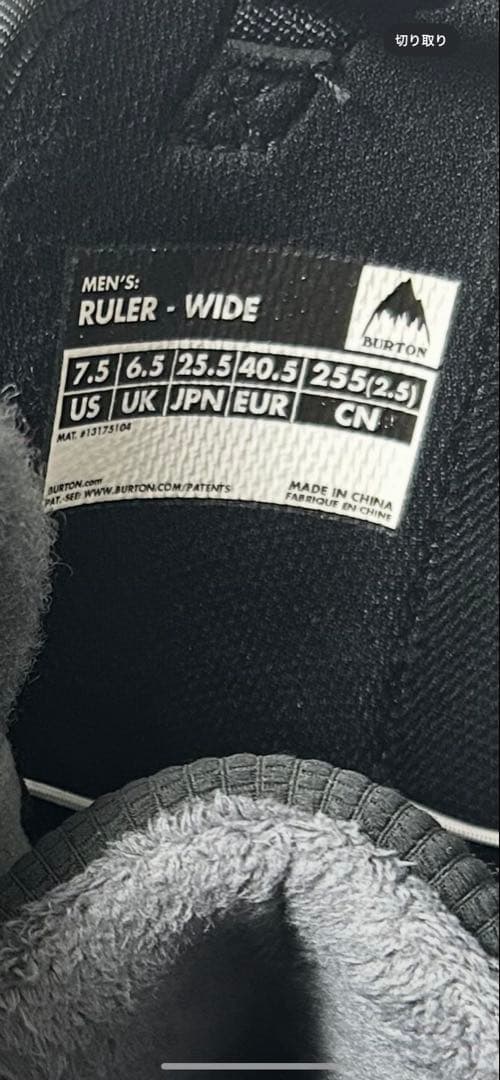 切り取り
MEN'S:
RULER - WIDE
BURTON
7.5 6.5 25.5 40.5 255(2.5)
US UK JPN EUR CN
MAT. #13175104
BURTON.com
PAT.-SEE: WWW.BURTON.COM/PATENTS
MADE IN CHINA
FABRIQUÉ EN CHINE